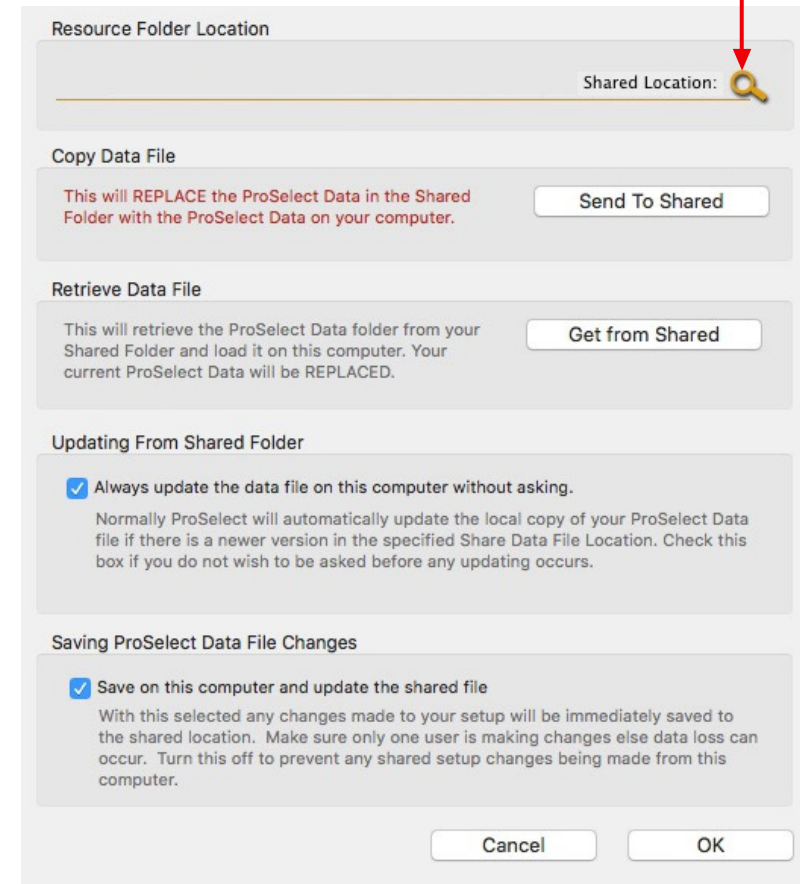 Resource Folder Location
Shared Location:
Copy Data File
This will REPLACE the ProSelect Data in the Shared
Folder with the ProSelect Data on your computer.
Send To Shared
Retrieve Data File
This will retrieve the ProSelect Data folder from your
Shared Folder and load it on this computer. Your
current ProSelect Data will be REPLACED.
Get from Shared
Updating From Shared Folder
Always update the data file on this computer without asking.
Normally ProSelect will automatically update the local copy of your ProSelect Data
file if there is a newer version in the specified Share Data File Location. Check this
box if you do not wish to be asked before any updating occurs.
Saving ProSelect Data File Changes
Save on this computer and update the shared file
With this selected any changes made to your setup will be immediately saved to
the shared location.  Make sure only one user is making changes else data loss can
occur.  Turn this off to prevent any shared setup changes being made from this
computer.
Cancel
OK